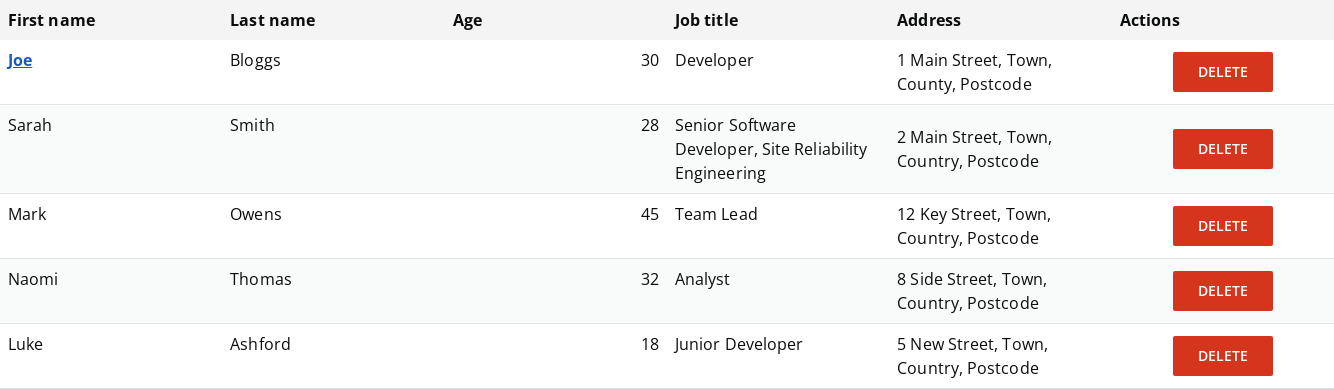 First name Last name Age Job title Address Actions
Joe Bloggs 30 Developer 1 Main Street, Town,
County, Postcode
DELETE
Sarah Smith 28 Senior Software
Developer, Site Reliability
Engineering
2 Main Street, Town,
Country, Postcode
DELETE
Mark Owens 45 Team Lead 12 Key Street, Town,
Country, Postcode
DELETE
Naomi Thomas 32 Analyst 8 Side Street, Town,
Country, Postcode
DELETE
Luke Ashford 18 Junior Developer 5 New Street, Town,
Country, Postcode
DELETE